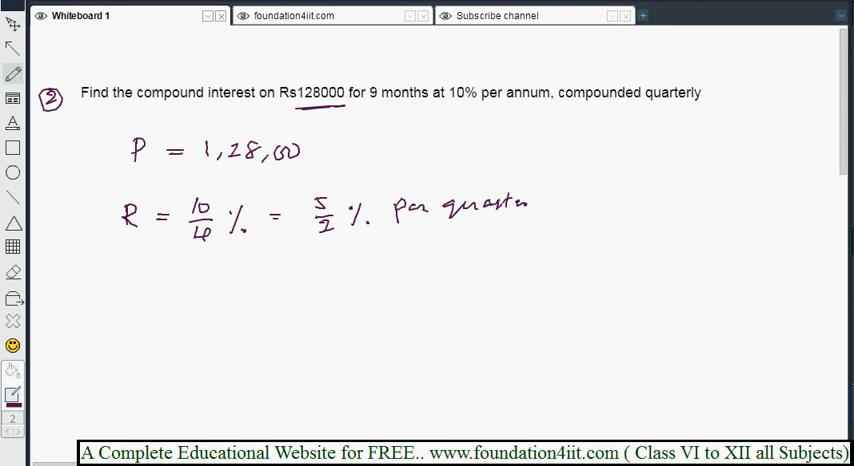 Whiteboard 1
foundation4iit.com
Subscribe channel
2 Find the compound interest on Rs128000 for 9 months at 10% per annum, compounded quarterly
P = 1,28,000
R = 10/4 % = 5/2 % per quarter
2
A Complete Educational Website for FREE.. www.foundation4iit.com ( Class VI to XII all Subjects)